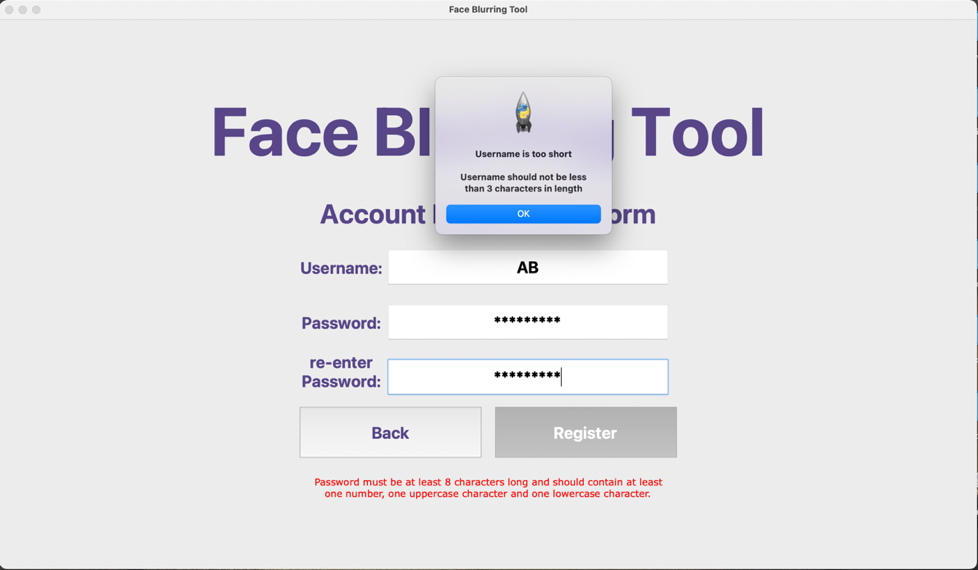 Face Blurring Tool
Username is too short
Username should not be less
than 3 characters in length
OK
Face Bl Tool
Account orm
Username:
AB
Password:
*********
re-enter
Password:
*********
Back
Register
Password must be at least 8 characters long and should contain at least
one number, one uppercase character and one lowercase character.